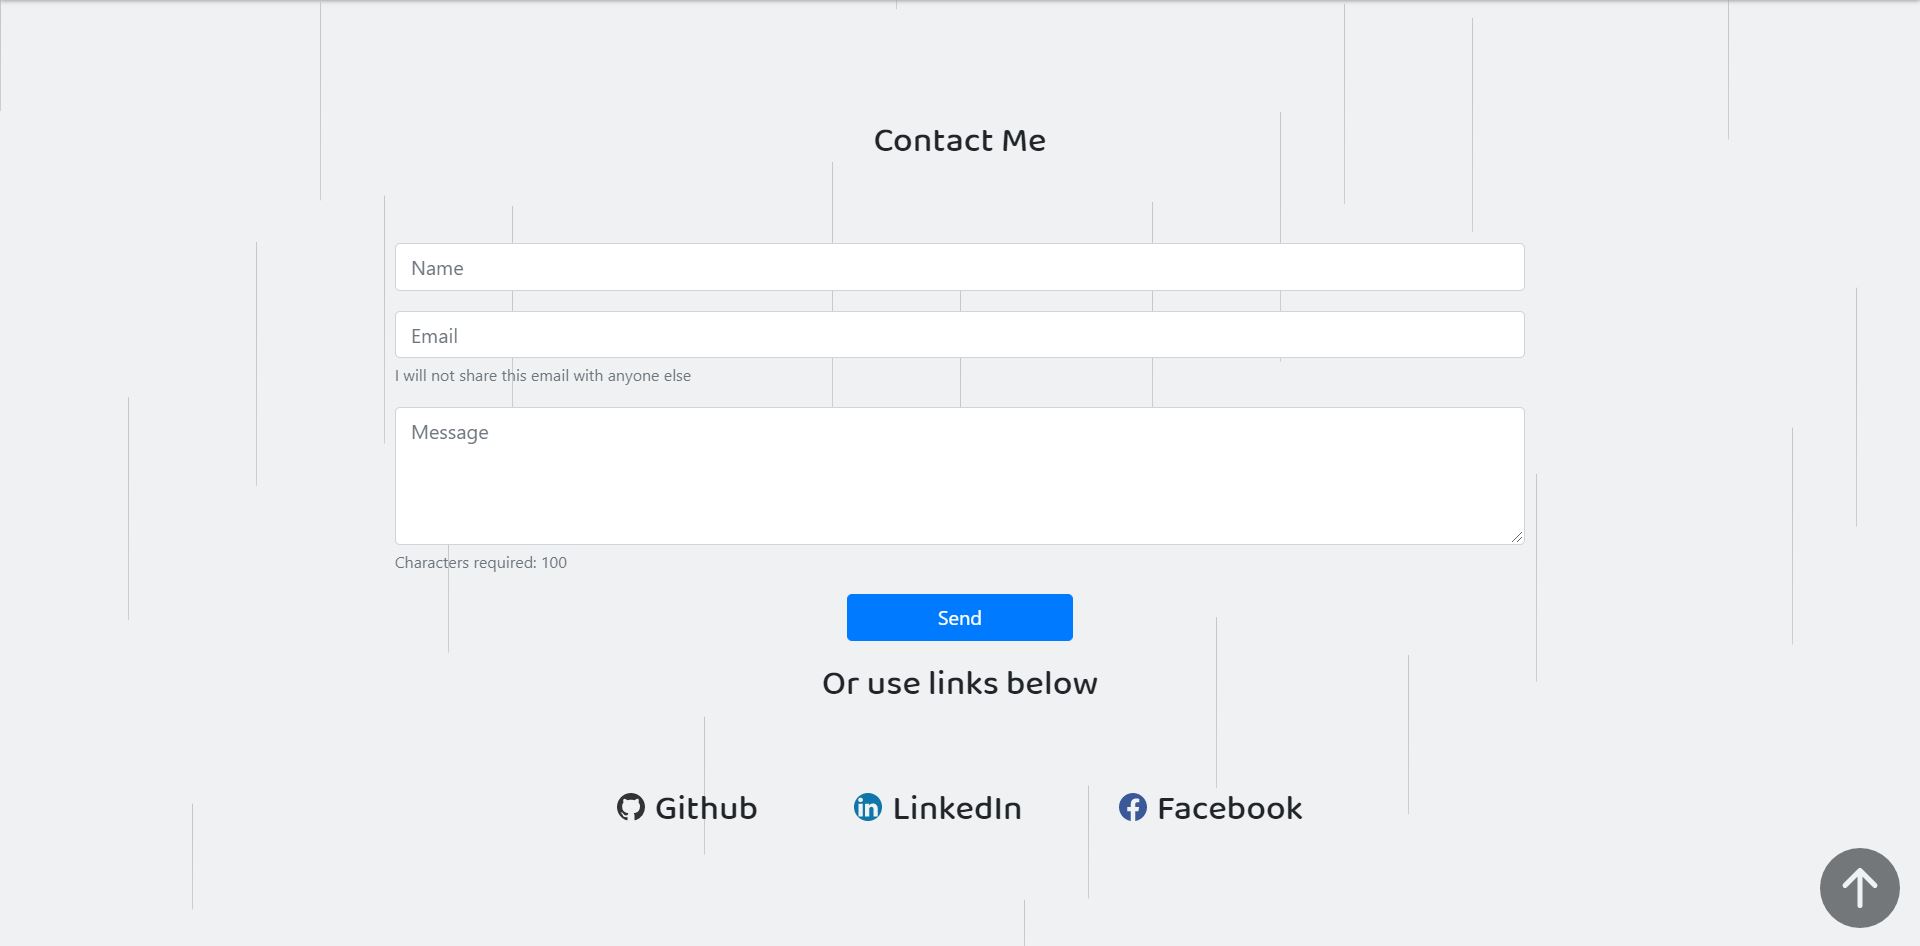 Contact Me
Name
Email
I will not share this email with anyone else
Message
Characters required: 100
Send
Or use links below
Github LinkedIn Facebook